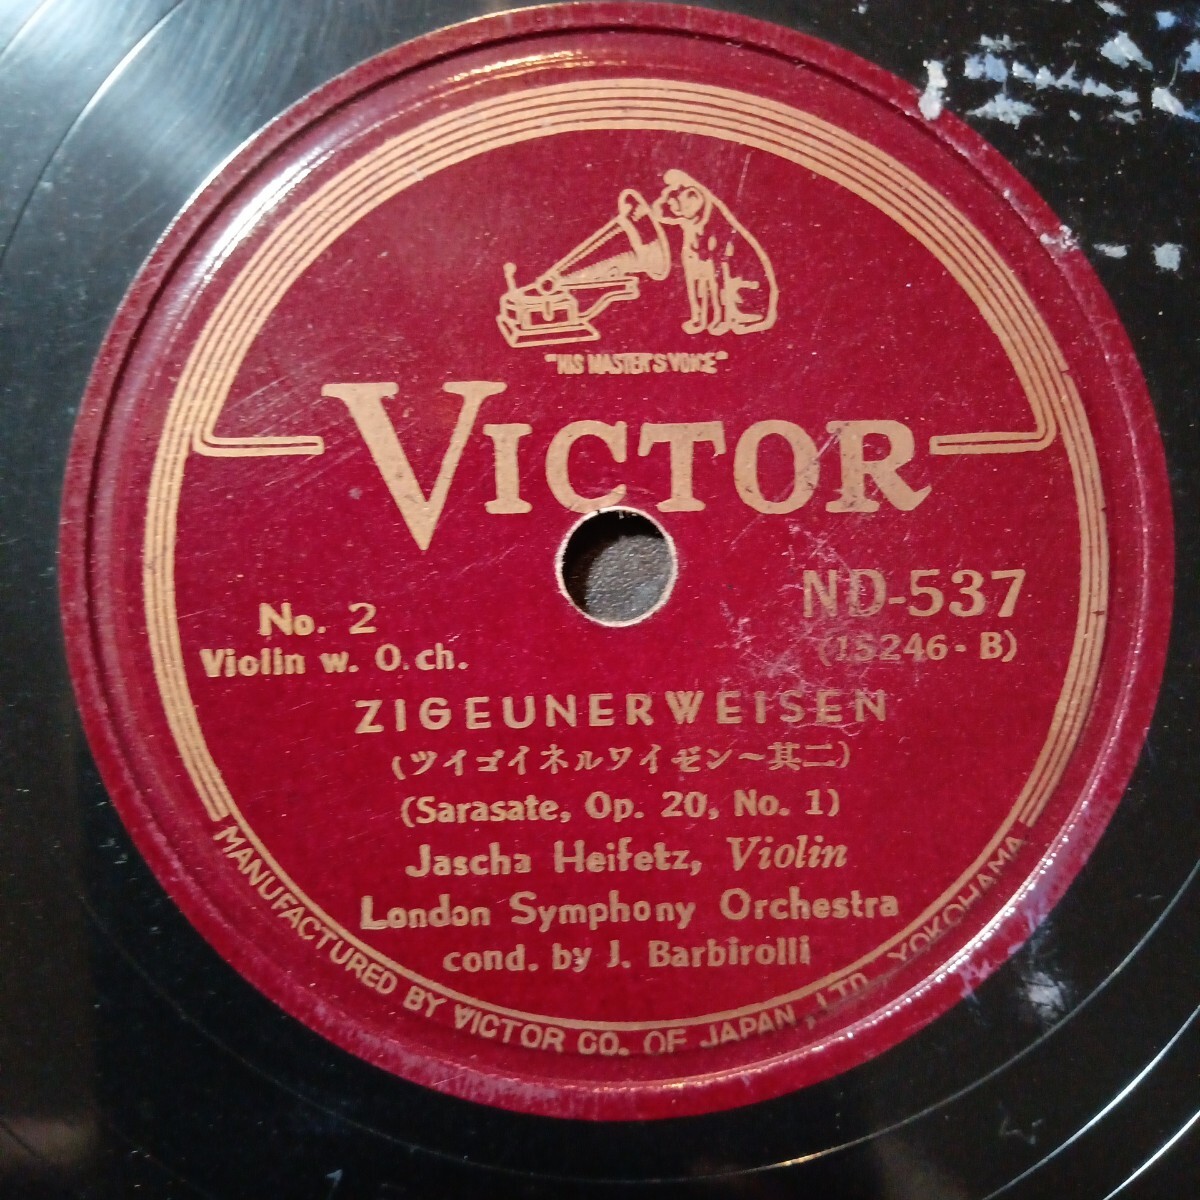 "HIS MASTER'S VOICE"
VICTOR
ND-537
(15246-B)
No. 2
Violin w. O.ch.
ZIGEUNERWEISEN
(ツイゴイネルワイゼン〜其二)
(Sarasate, Op. 20, No. 1)
Jascha Heifetz, Violin
London Symphony Orchestra
cond. by J. Barbirolli
MANUFACTURED BY VICTOR CO. OF JAPAN, LTD., YOKOHAMA